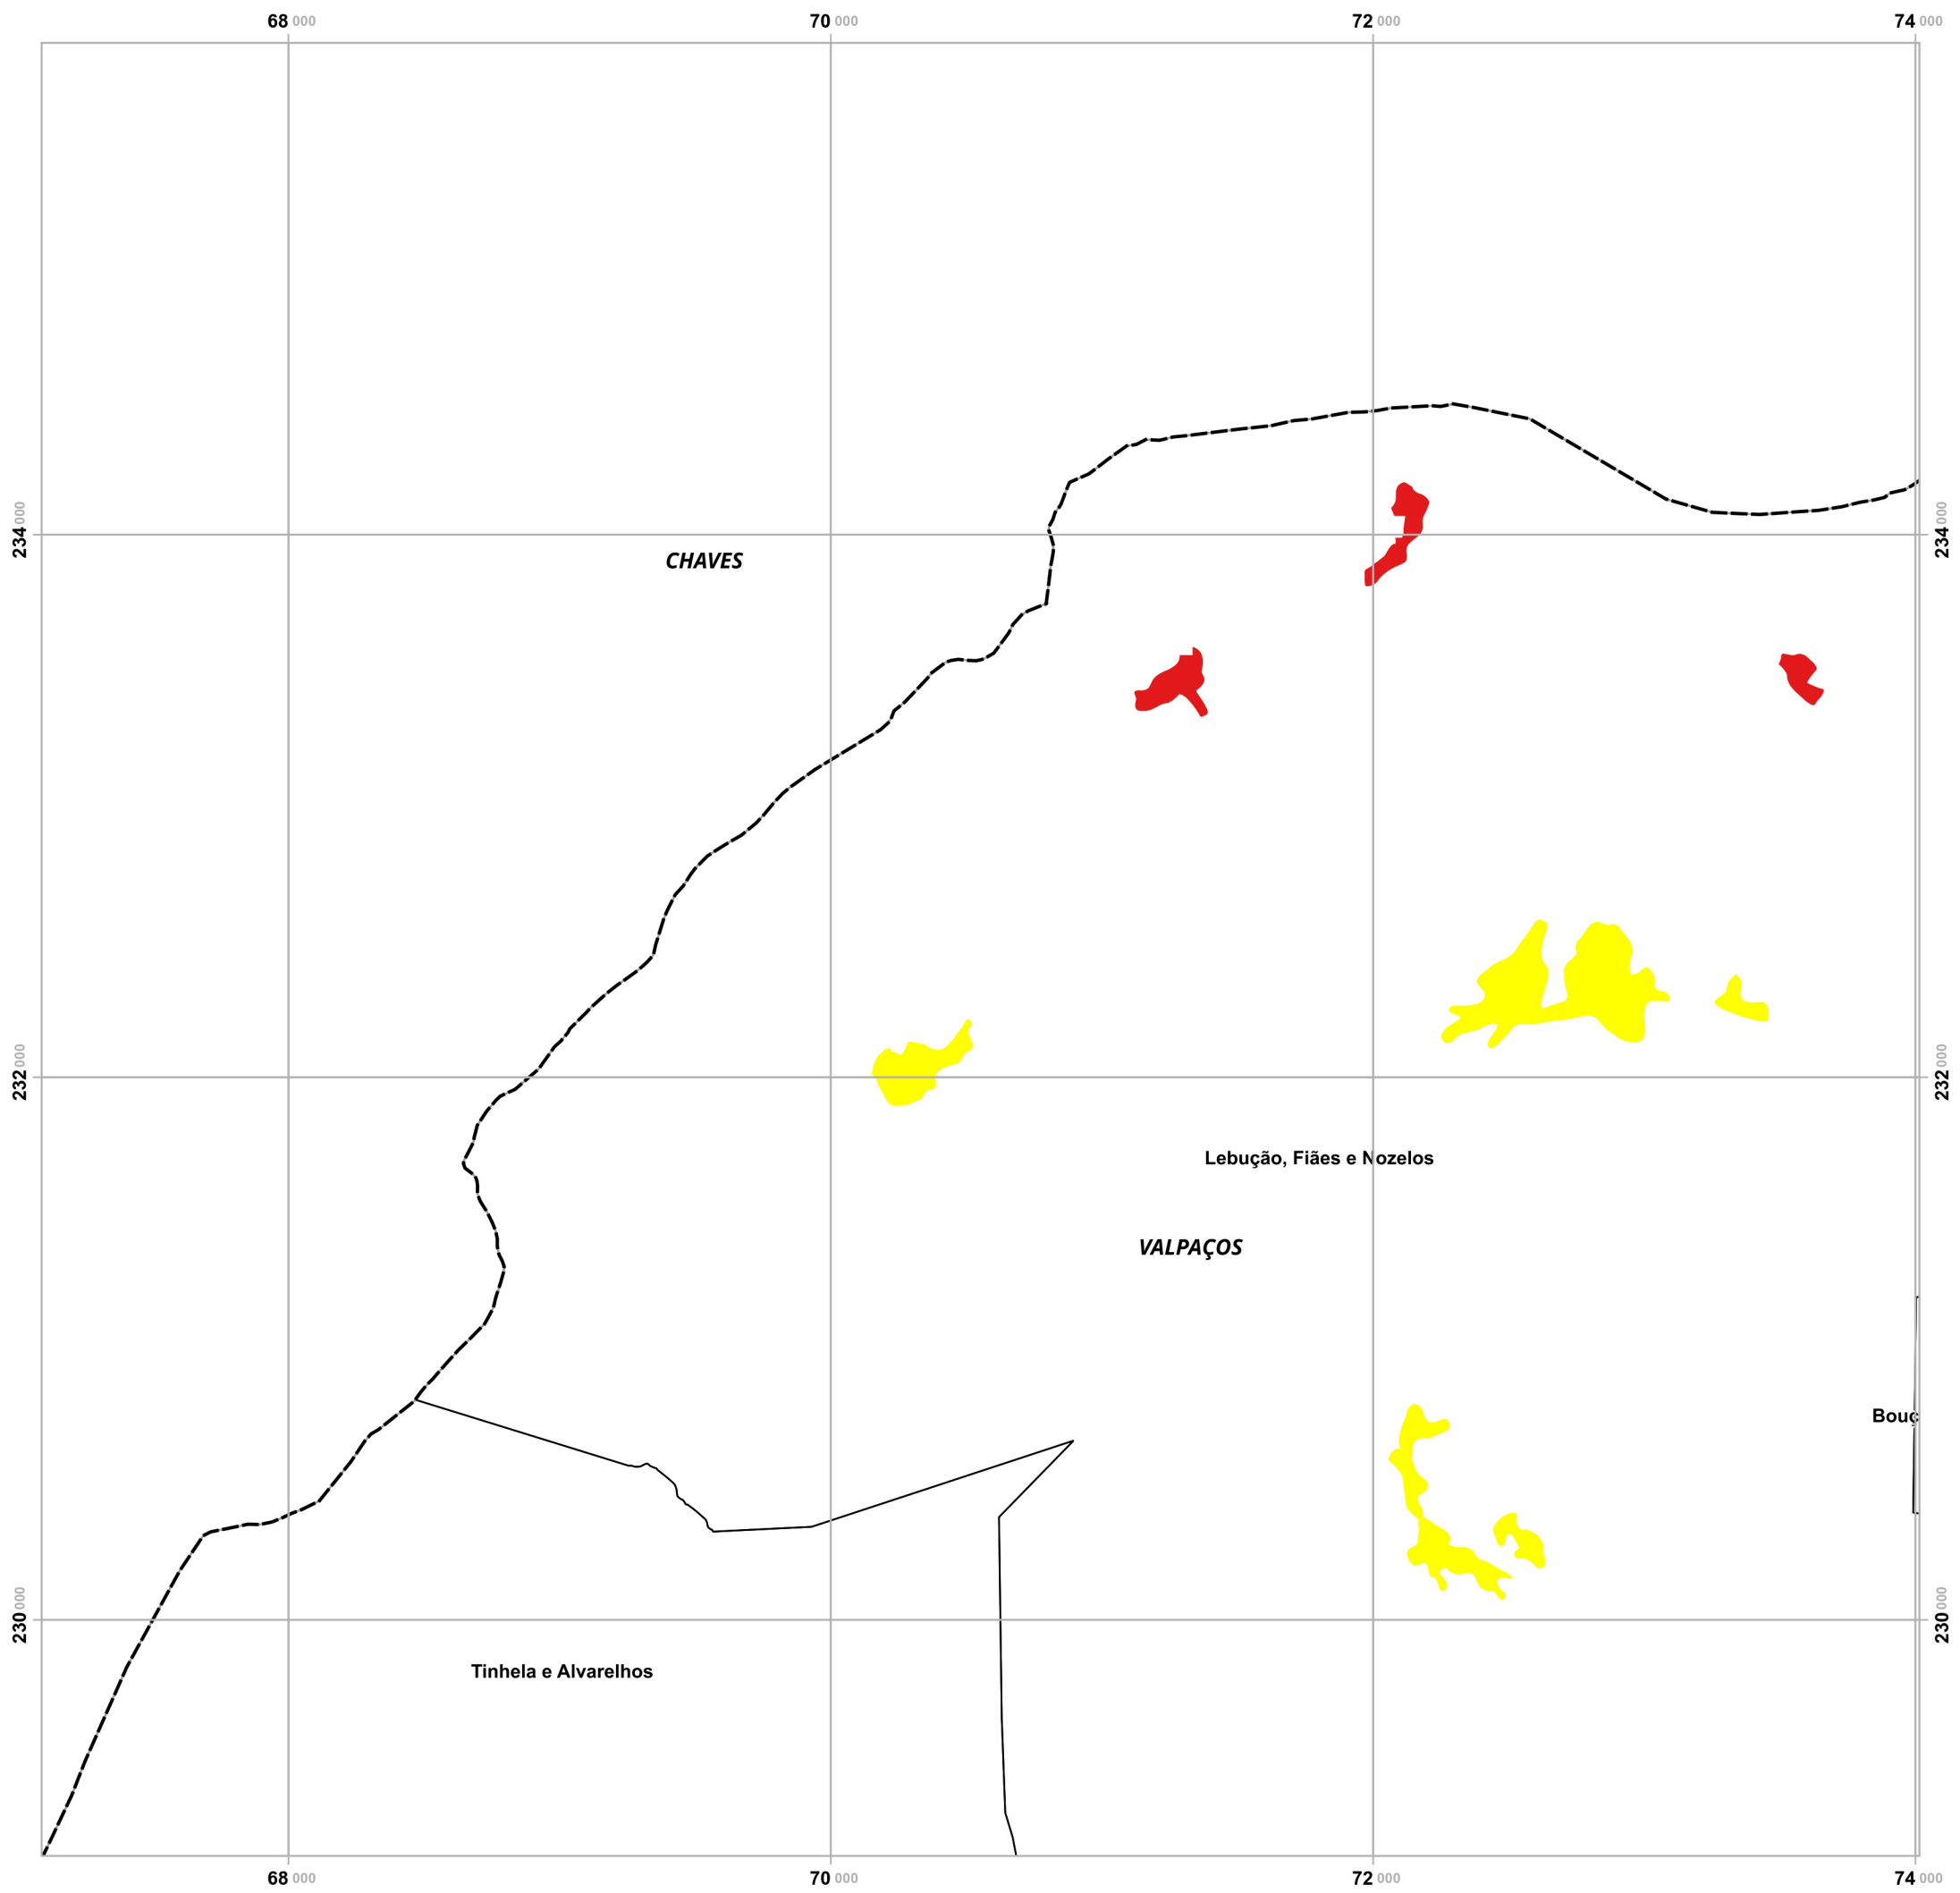 68 000 70 000 72 000 74 000
234 000 234 000
CHAVES
232 000 232 000
Lebução, Fiães e Nozelos
VALPAÇOS
Bouç
230 000 230 000
Tinhela e Alvarelhos
68 000 70 000 72 000 74 000